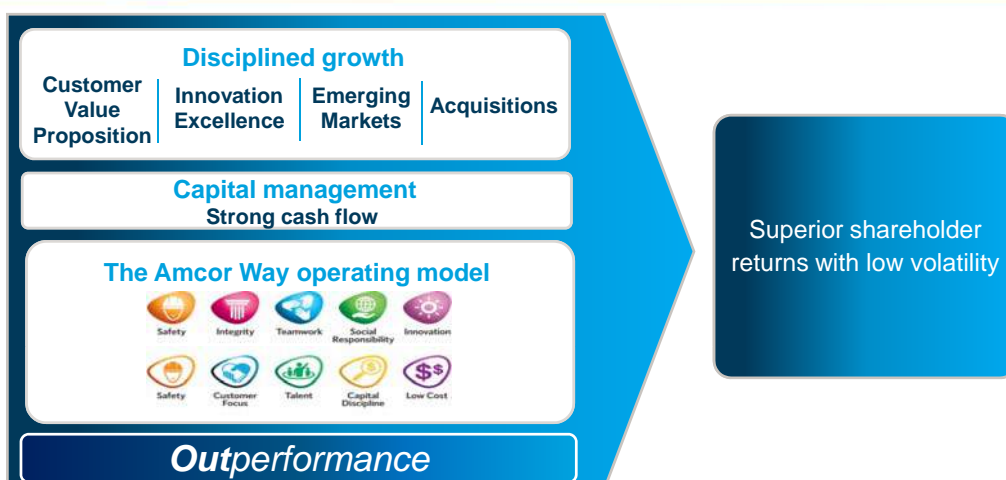 Disciplined growth
Customer
Value
Proposition
Innovation
Excellence
Emerging
Markets
Acquisitions
Capital management
Strong cash flow
The Amcor Way operating model
Safety Integrity Teamwork Social
Responsibility Innovation
Safety Customer
Focus Talent Capital
Discipline Low Cost
Outperformance
Superior shareholder
returns with low volatility